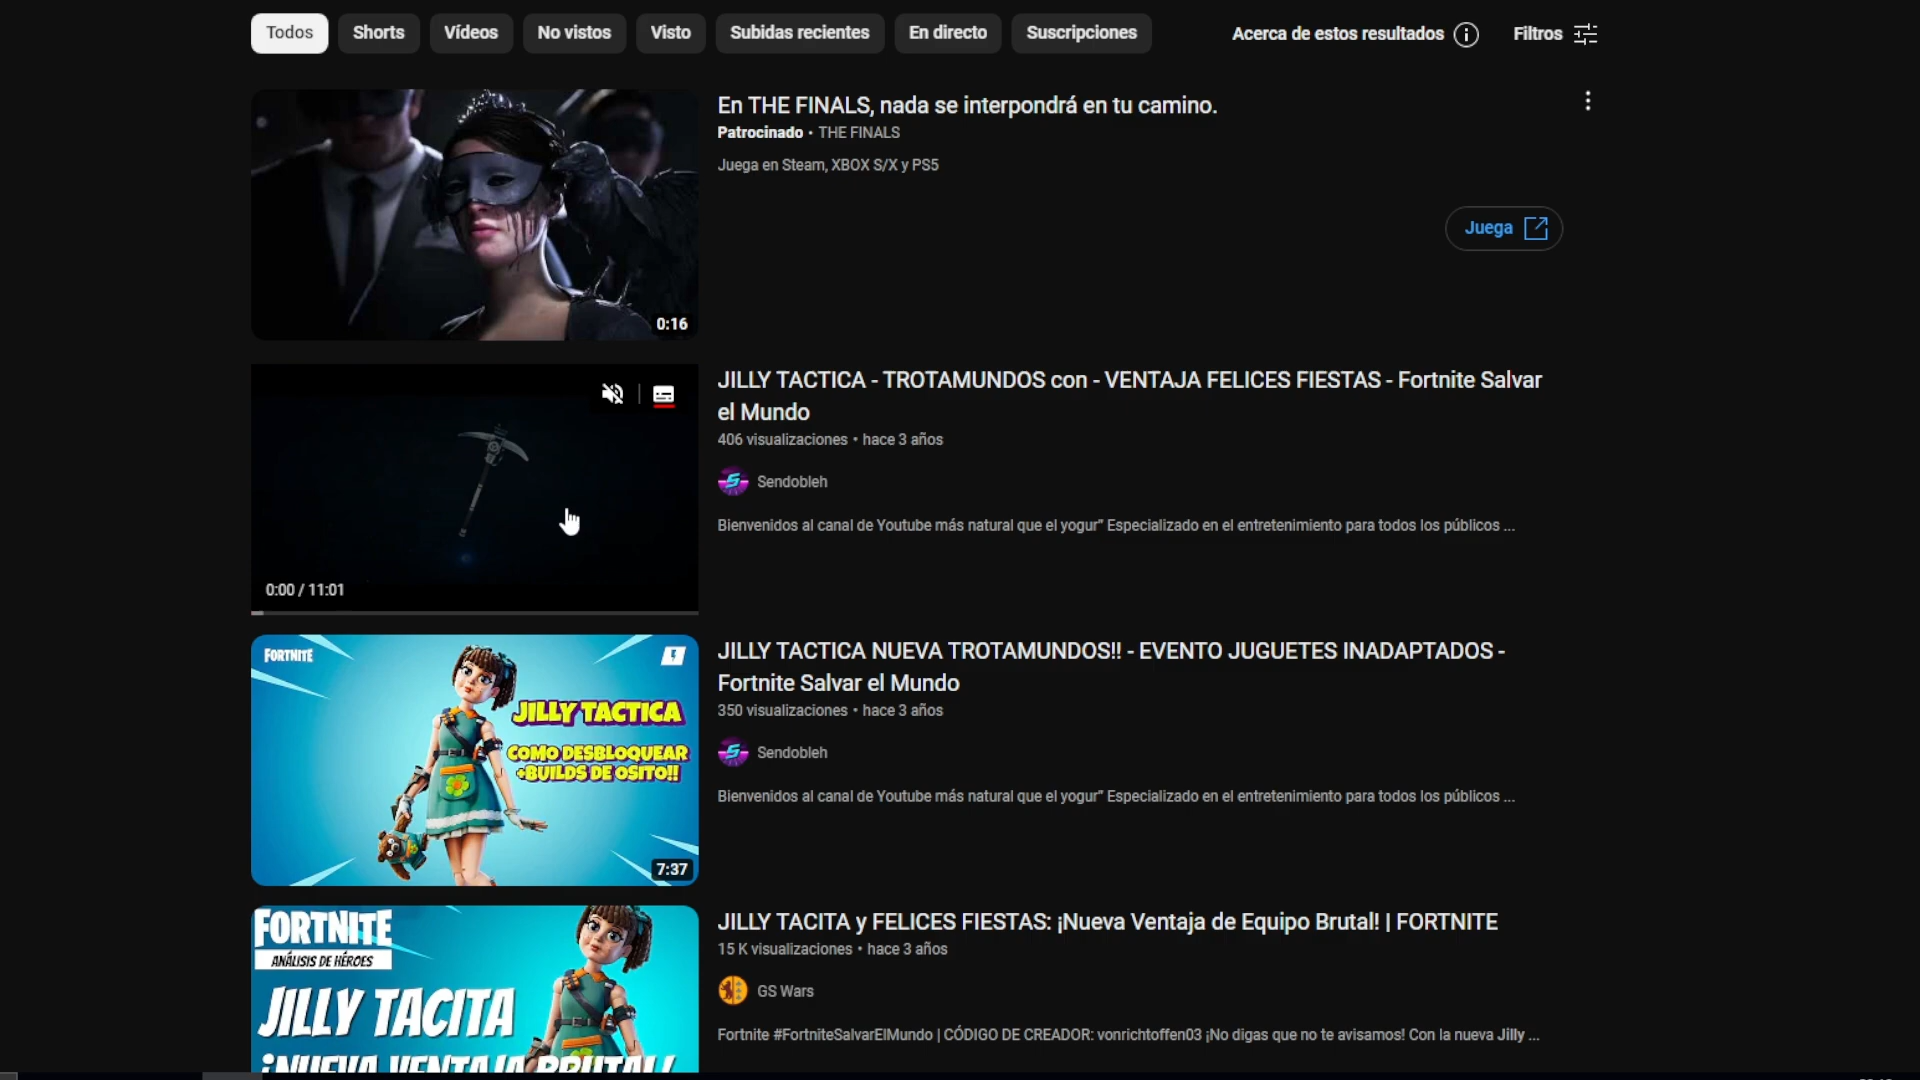 Todos Shorts Vídeos No vistos Visto Subidas recientes En directo Suscripciones Acerca de estos resultados Filtros
En THE FINALS, nada se interpondrá en tu camino.
Patrocinado • THE FINALS
Juega en Steam, XBOX S/X y PS5
Juega
0:16
JILLY TACTICA - TROTAMUNDOS con - VENTAJA FELICES FIESTAS - Fortnite Salvar
el Mundo
406 visualizaciones • hace 3 años
Sendobleh
Bienvenidos al canal de Youtube más natural que el yogur" Especializado en el entretenimiento para todos los públicos ...
0:00 / 11:01
FORTNITE
JILLY TACTICA
COMO DESBLOQUEAR
+BUILDS DE OSITO!!
7:37
JILLY TACTICA NUEVA TROTAMUNDOS!! - EVENTO JUGUETES INADAPTADOS -
Fortnite Salvar el Mundo
350 visualizaciones • hace 3 años
Sendobleh
Bienvenidos al canal de Youtube más natural que el yogur" Especializado en el entretenimiento para todos los públicos ...
FORTNITE
ANÁLISIS DE HÉROES
JILLY TACITA
¡NUEVA VENTAJA BRUTAL!
JILLY TACITA y FELICES FIESTAS: ¡Nueva Ventaja de Equipo Brutal! | FORTNITE
15 K visualizaciones • hace 3 años
GS Wars
Fortnite #FortniteSalvarElMundo | CÓDIGO DE CREADOR: vonrichtoffen03 ¡No digas que no te avisamos! Con la nueva Jilly ...